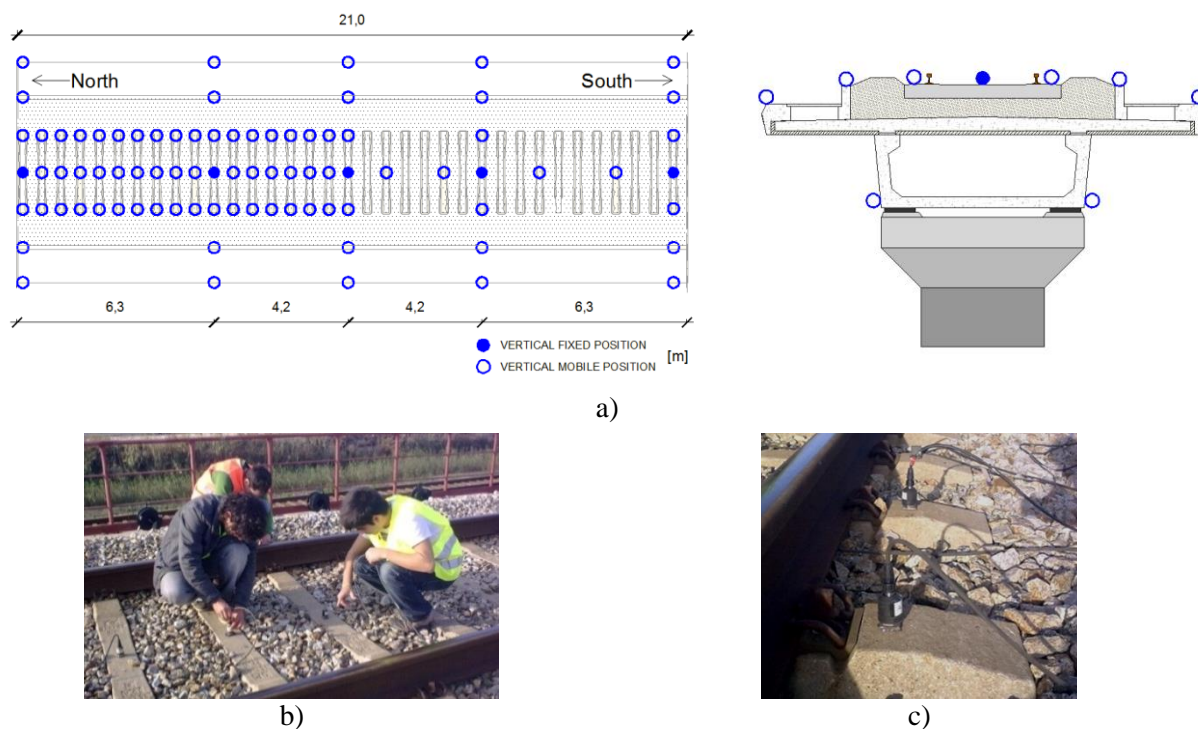 21,0
North
South
6,3
4,2
4,2
6,3
VERTICAL FIXED POSITION
VERTICAL MOBILE POSITION
[m]
a)
b)
c)